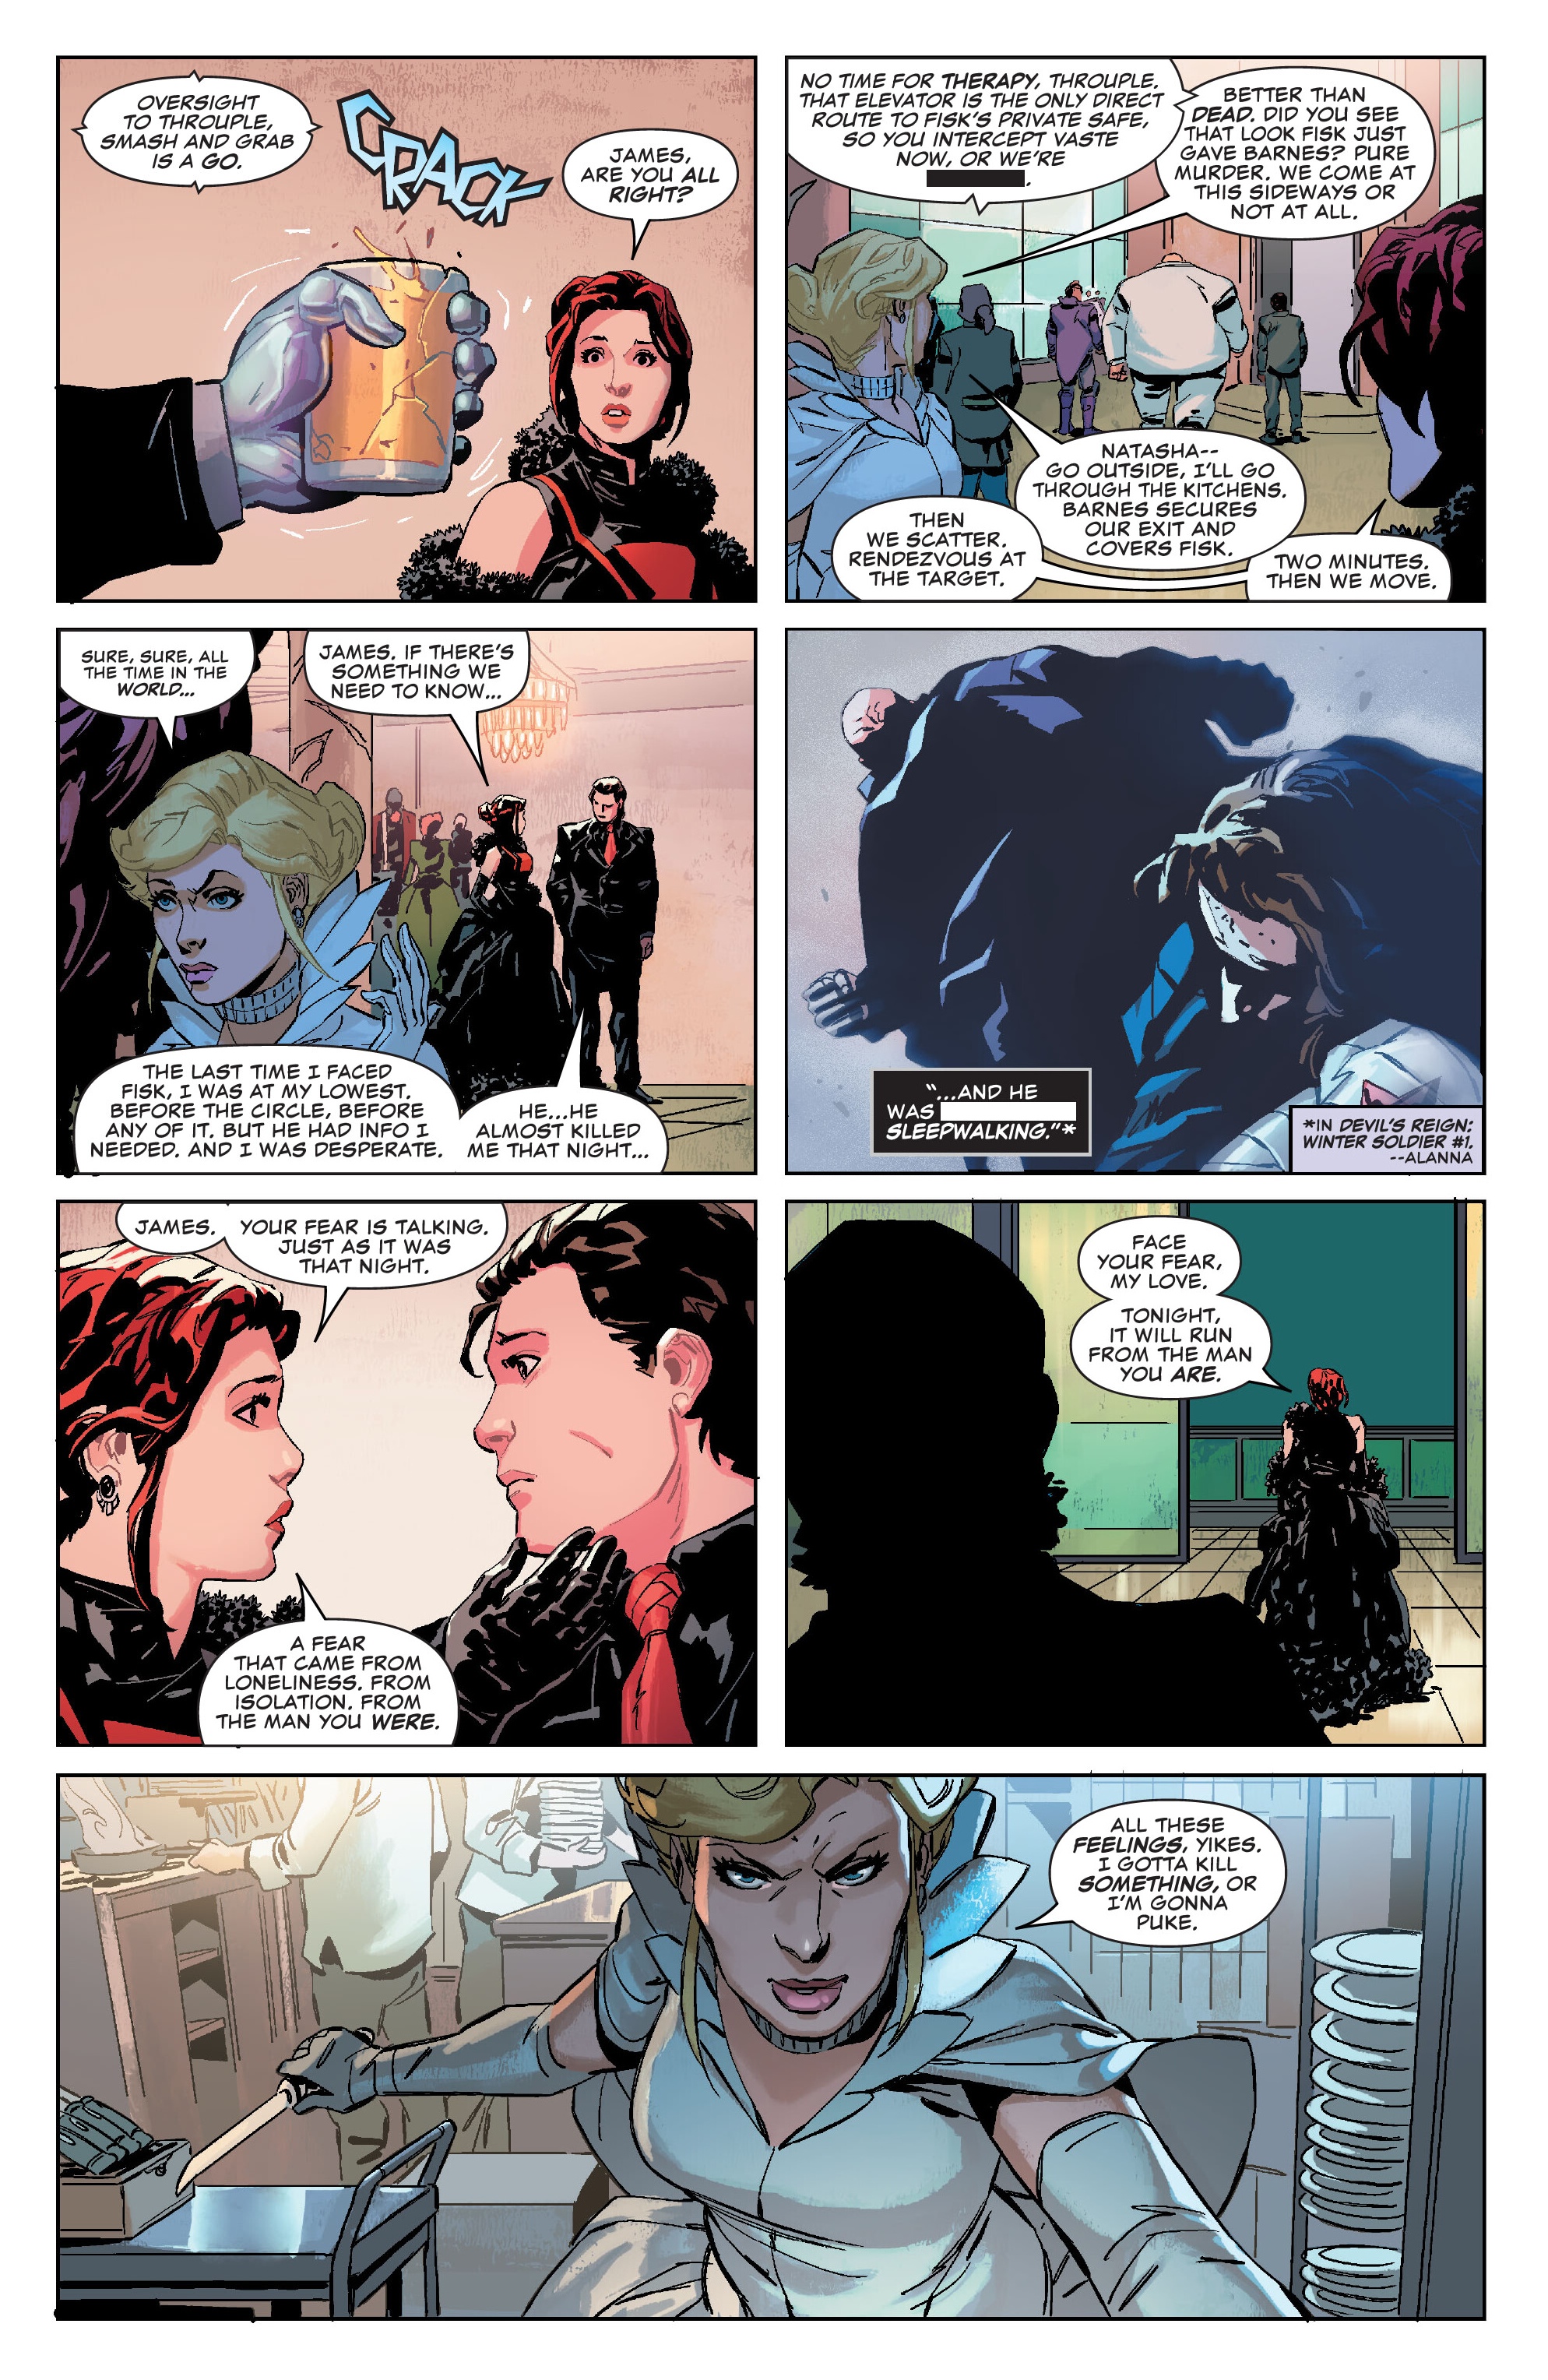 OVERSIGHT
TO THROUPLE,
SMASH AND GRAB
IS A GO.
CRACK
JAMES,
ARE YOU ALL
RIGHT?
NO TIME FOR THERAPY, THROUPLE.
THAT ELEVATOR IS THE ONLY DIRECT
ROUTE TO FISK'S PRIVATE SAFE,
SO YOU INTERCEPT VASTE
NOW, OR WE'RE
.
BETTER THAN
DEAD. DID YOU SEE
THAT LOOK FISK JUST
GAVE BARNES? PURE
MURDER. WE COME AT
THIS SIDEWAYS OR
NOT AT ALL.
NATASHA--
GO OUTSIDE, I'LL GO
THROUGH THE KITCHENS.
BARNES SECURES
OUR EXIT AND
COVERS FISK.
THEN
WE SCATTER.
RENDEZVOUS AT
THE TARGET.
TWO MINUTES.
THEN WE MOVE.
SURE, SURE, ALL
THE TIME IN THE
WORLD...
JAMES. IF THERE'S
SOMETHING WE
NEED TO KNOW...
THE LAST TIME I FACED
FISK, I WAS AT MY LOWEST.
BEFORE THE CIRCLE, BEFORE
ANY OF IT. BUT HE HAD INFO I
NEEDED. AND I WAS DESPERATE.
HE...HE
ALMOST KILLED
ME THAT NIGHT...
"...AND HE
WAS
SLEEPWALKING."*
*IN DEVIL'S REIGN:
WINTER SOLDIER #1.
--ALANNA
JAMES.
YOUR FEAR IS TALKING.
JUST AS IT WAS
THAT NIGHT.
A FEAR
THAT CAME FROM
LONELINESS. FROM
ISOLATION. FROM
THE MAN YOU WERE.
FACE
YOUR FEAR,
MY LOVE.
TONIGHT,
IT WILL RUN
FROM THE MAN
YOU ARE.
ALL THESE
FEELINGS, YIKES.
I GOTTA KILL
SOMETHING, OR
I'M GONNA
PUKE.